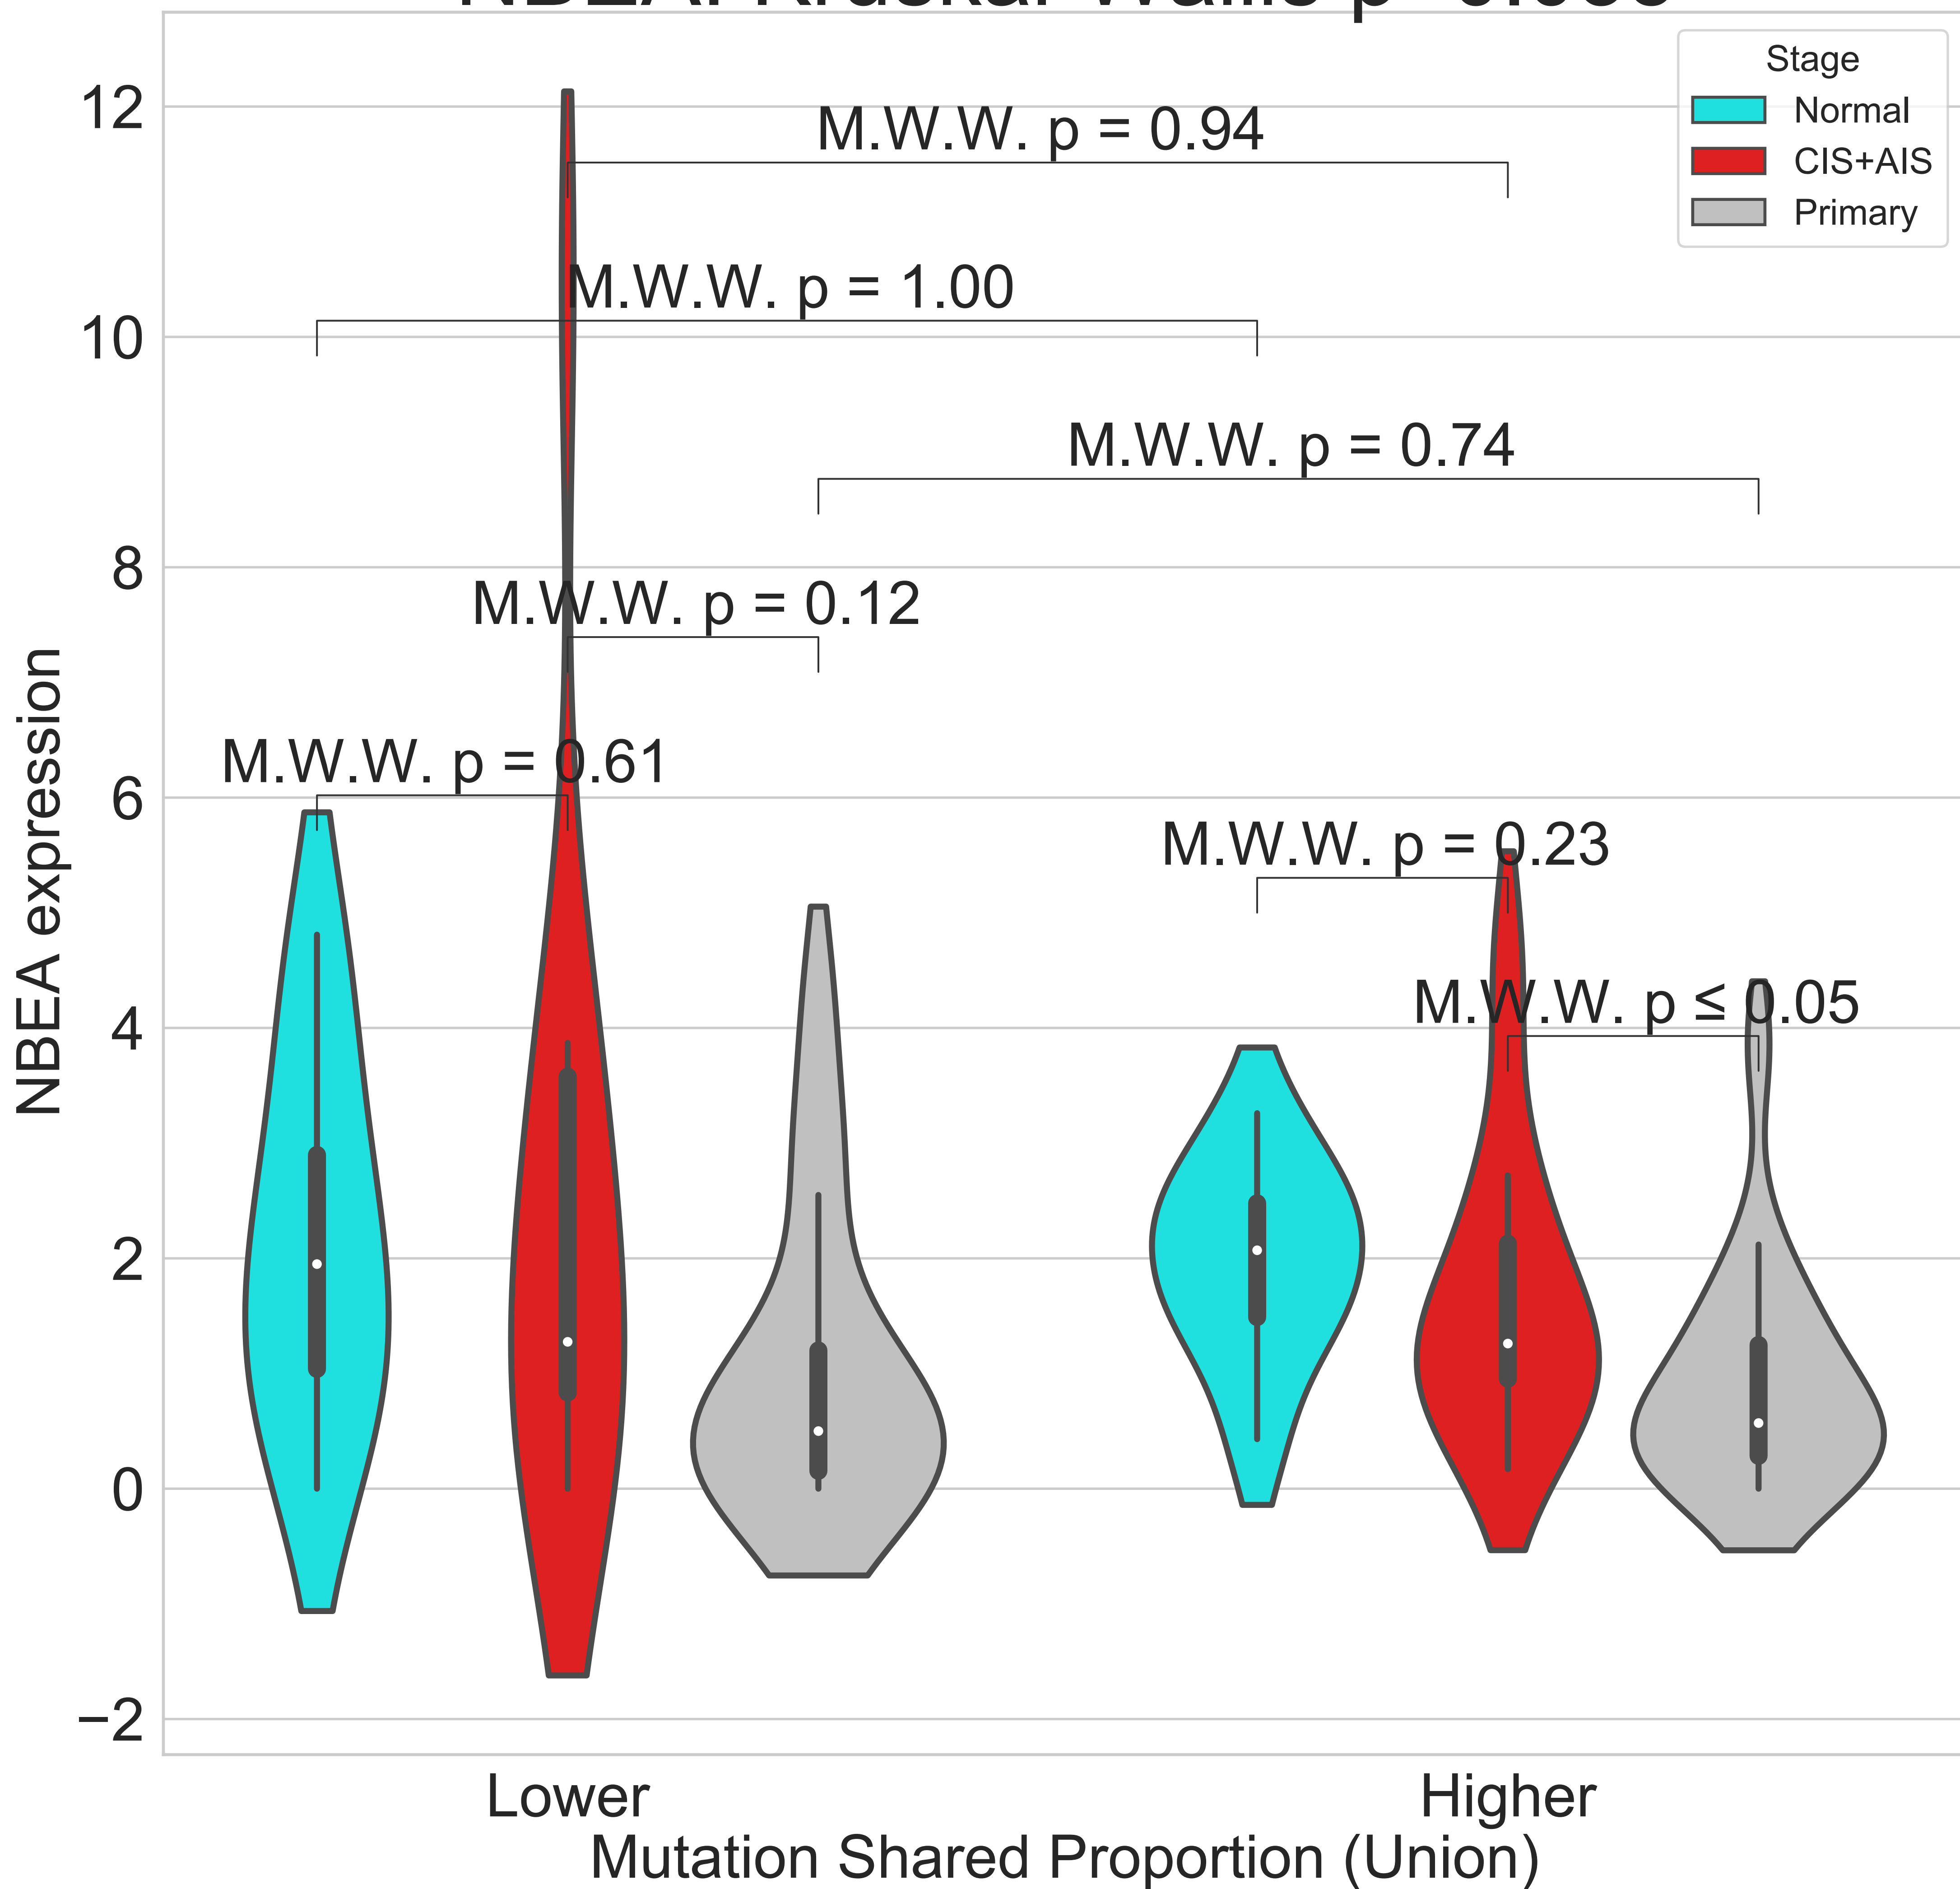 Stage
Normal
CIS+AIS
Primary
12
10
8
6
4
2
0
−2
NBEA expression
M.W.W. p = 0.94
M.W.W. p = 1.00
M.W.W. p = 0.74
M.W.W. p = 0.12
M.W.W. p = 0.61
M.W.W. p = 0.23
M.W.W. p ≤ 0.05
Lower
Higher
Mutation Shared Proportion (Union)